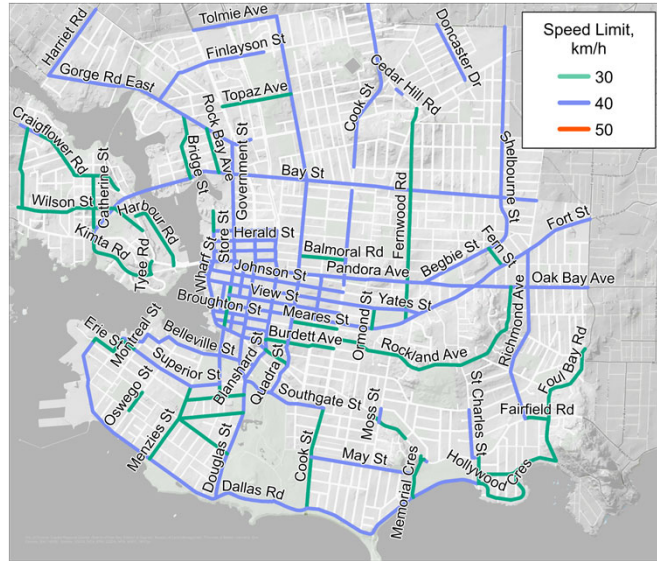 Harriet Rd
Tolmie Ave
Finlayson St
Gorge Rd East
Topaz Ave
Doncaster Dr
Cedar Hill Rd
Cook St
Speed Limit,
km/h
30
40
50
Rock Bay Ave
Government St
Bridge St
Craigflower Rd
Catherine St
Bay St
Shelbourne St
Fernwood Rd
Wilson St
Harbour Rd
Kimta Rd
Tyee Rd
Wharf St
Store St
Herald St
Balmoral Rd
Begbie St
Fern St
Fort St
Johnson St
Pandora Ave
Oak Bay Ave
View St
Yates St
Broughton St
Meares St
Ormond St
Richmond Ave
Erie St
Montreal St
Belleville St
Burdett Ave
Rockland Ave
Foul Bay Rd
Superior St
Blanshard St
Quadra St
Oswego St
Southgate St
Moss St
St Charles St
Fairfield Rd
Menzies St
Douglas St
Cook St
May St
Memorial Cres
Hollywood Cres
Dallas Rd